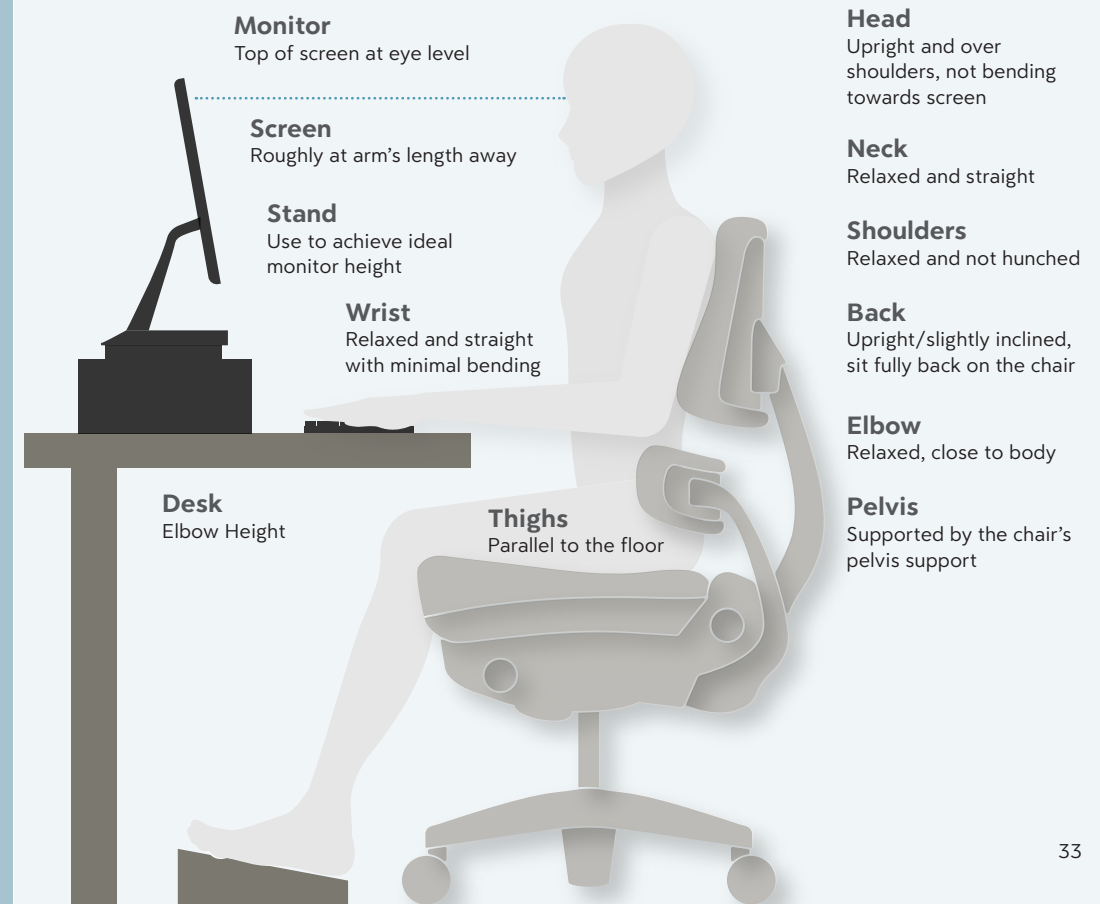 Monitor
Top of screen at eye level
Screen
Roughly at arm’s length away
Stand
Use to achieve ideal
monitor height
Wrist
Relaxed and straight
with minimal bending
Desk
Elbow Height
Thighs
Parallel to the floor
Head
Upright and over
shoulders, not bending
towards screen
Neck
Relaxed and straight
Shoulders
Relaxed and not hunched
Back
Upright/slightly inclined,
sit fully back on the chair
Elbow
Relaxed, close to body
Pelvis
Supported by the chair’s
pelvis support
33